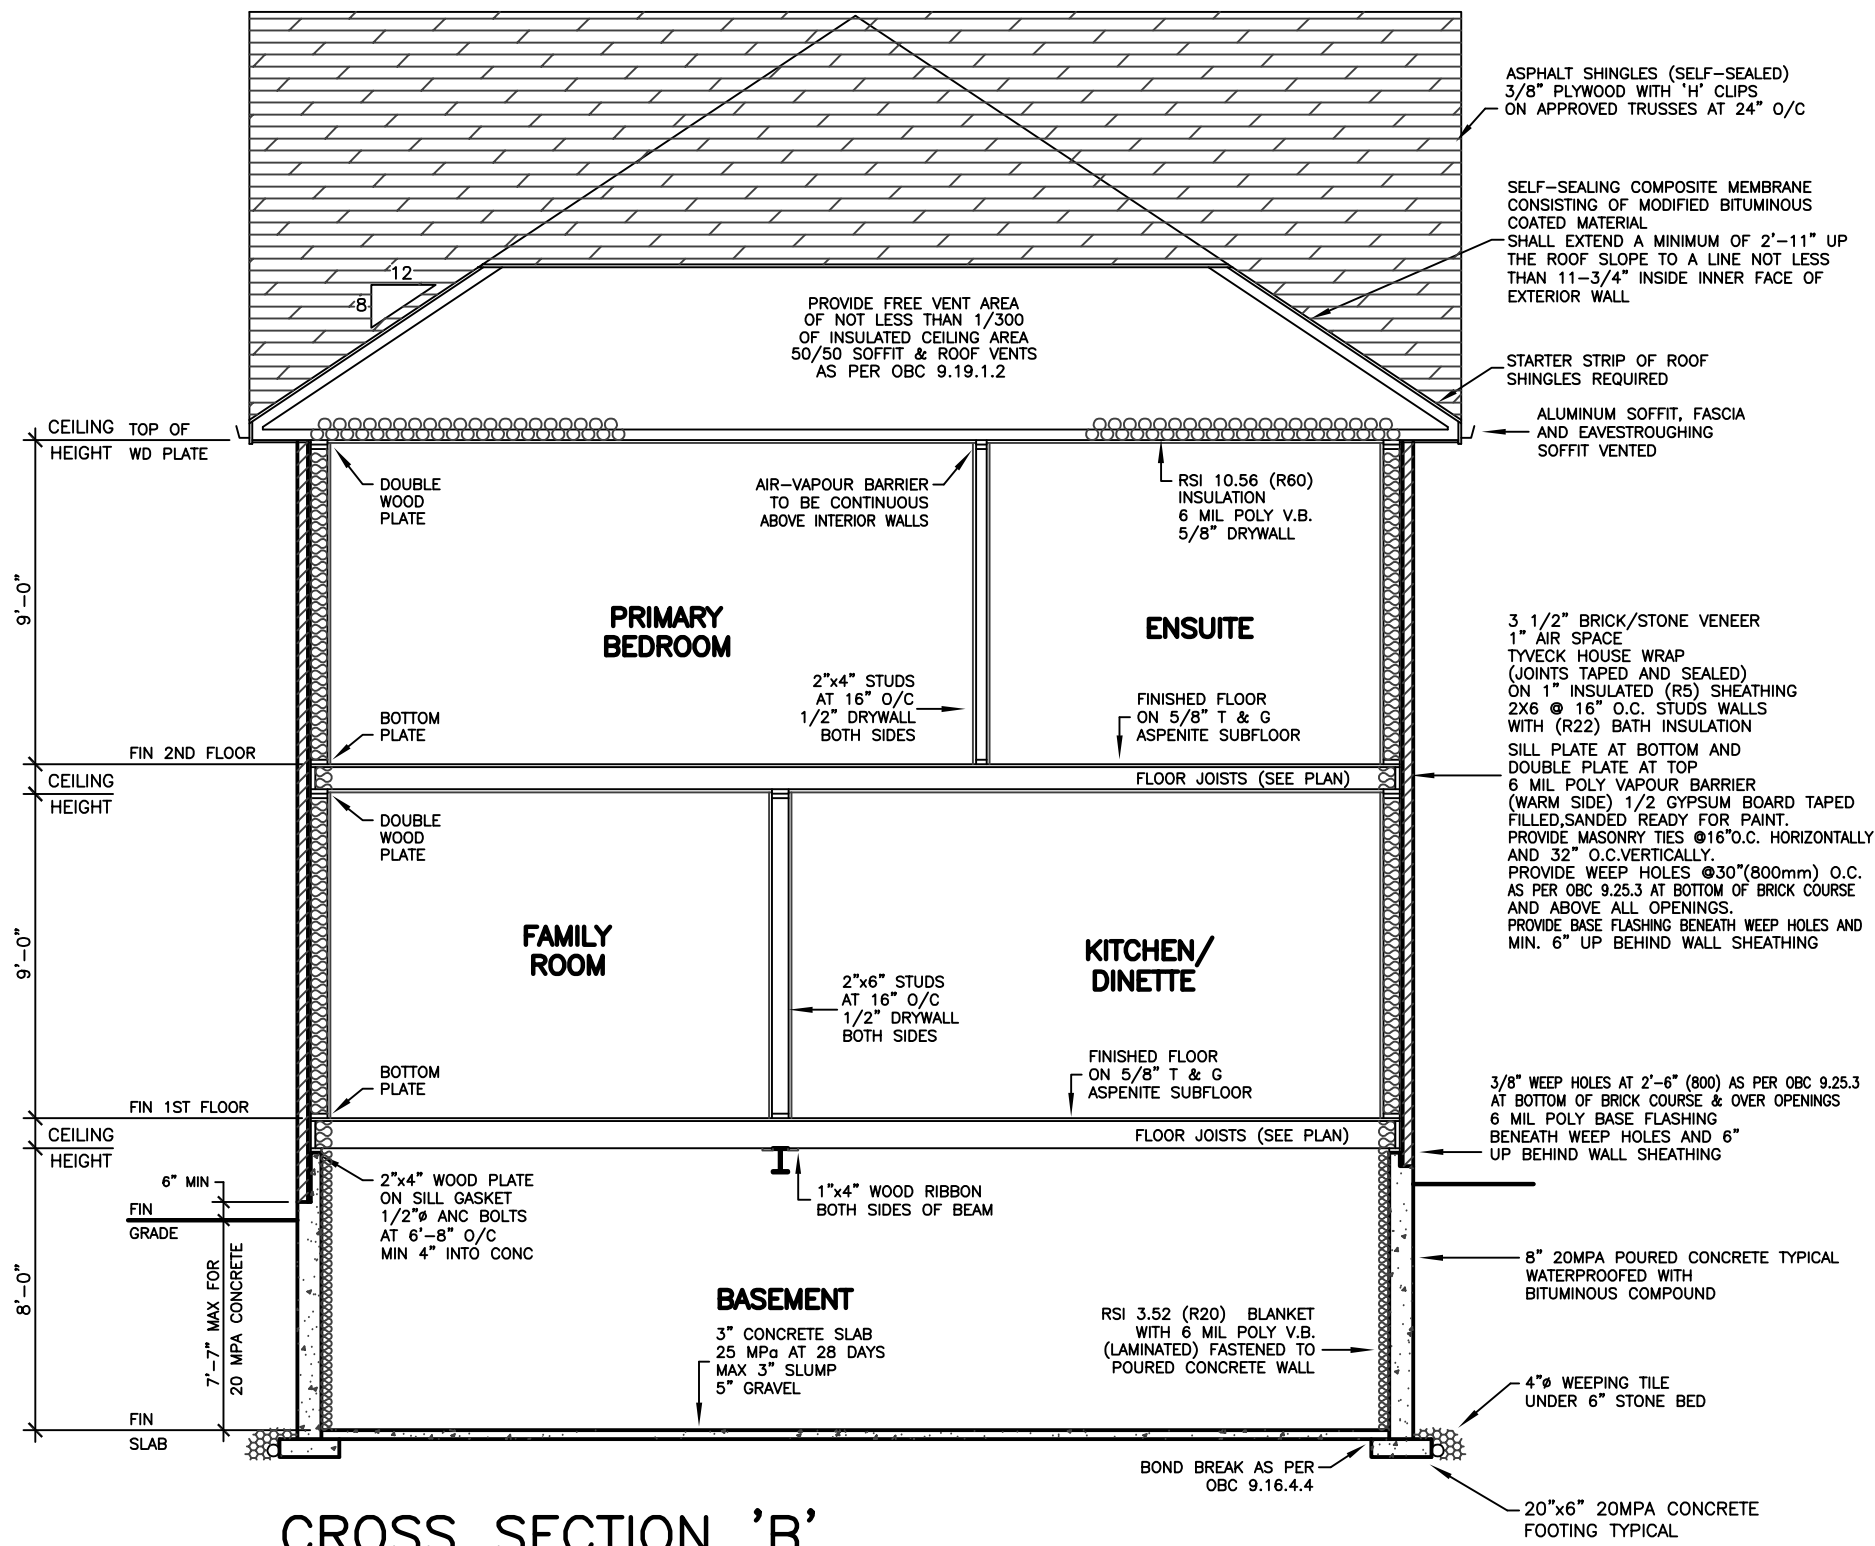 ASPHALT SHINGLES (SELF-SEALED)
3/8" PLYWOOD WITH 'H' CLIPS
ON APPROVED TRUSSES AT 24" O/C
SELF-SEALING COMPOSITE MEMBRANE
CONSISTING OF MODIFIED BITUMINOUS
COATED MATERIAL
SHALL EXTEND A MINIMUM OF 2'-11" UP
THE ROOF SLOPE TO A LINE NOT LESS
THAN 11-3/4" INSIDE INNER FACE OF
EXTERIOR WALL
12
8
PROVIDE FREE VENT AREA
OF NOT LESS THAN 1/300
OF INSULATED CEILING AREA
50/50 SOFFIT & ROOF VENTS
AS PER OBC 9.19.1.2
STARTER STRIP OF ROOF
SHINGLES REQUIRED
ALUMINUM SOFFIT, FASCIA
AND EAVESTROUGHING
SOFFIT VENTED
CEILING
HEIGHT
TOP OF
WD PLATE
DOUBLE
WOOD
PLATE
AIR-VAPOUR BARRIER
TO BE CONTINUOUS
ABOVE INTERIOR WALLS
RSI 10.56 (R60)
INSULATION
6 MIL POLY V.B.
5/8" DRYWALL
9'-0"
PRIMARY
BEDROOM
ENSUITE
2"x4" STUDS
AT 16" O/C
1/2" DRYWALL
BOTH SIDES
FINISHED FLOOR
ON 5/8" T & G
ASPENITE SUBFLOOR
BOTTOM
PLATE
FIN 2ND FLOOR
3 1/2" BRICK/STONE VENEER
1" AIR SPACE
TYVECK HOUSE WRAP
(JOINTS TAPED AND SEALED)
ON 1" INSULATED (R5) SHEATHING
2X6 @ 16" O.C. STUDS WALLS
WITH (R22) BATH INSULATION
SILL PLATE AT BOTTOM AND
DOUBLE PLATE AT TOP
6 MIL POLY VAPOUR BARRIER
(WARM SIDE) 1/2 GYPSUM BOARD TAPED
FILLED,SANDED READY FOR PAINT.
PROVIDE MASONRY TIES @16"O.C. HORIZONTALLY
AND 32" O.C.VERTICALLY.
PROVIDE WEEP HOLES @30"(800mm) O.C.
AS PER OBC 9.25.3 AT BOTTOM OF BRICK COURSE
AND ABOVE ALL OPENINGS.
PROVIDE BASE FLASHING BENEATH WEEP HOLES AND
MIN. 6" UP BEHIND WALL SHEATHING
CEILING
HEIGHT
FLOOR JOISTS (SEE PLAN)
DOUBLE
WOOD
PLATE
9'-0"
FAMILY
ROOM
KITCHEN/
DINETTE
2"x6" STUDS
AT 16" O/C
1/2" DRYWALL
BOTH SIDES
FINISHED FLOOR
ON 5/8" T & G
ASPENITE SUBFLOOR
BOTTOM
PLATE
FIN 1ST FLOOR
3/8" WEEP HOLES AT 2'-6" (800) AS PER OBC 9.25.3
AT BOTTOM OF BRICK COURSE & OVER OPENINGS
6 MIL POLY BASE FLASHING
BENEATH WEEP HOLES AND 6"
UP BEHIND WALL SHEATHING
CEILING
HEIGHT
FLOOR JOISTS (SEE PLAN)
6" MIN
FIN
GRADE
2"x4" WOOD PLATE
ON SILL GASKET
1/2"ø ANC BOLTS
AT 6'-8" O/C
MIN 4" INTO CONC
1"x4" WOOD RIBBON
BOTH SIDES OF BEAM
8'-0"
7'-7" MAX FOR
20 MPA CONCRETE
8" 20MPA POURED CONCRETE TYPICAL
WATERPROOFED WITH
BITUMINOUS COMPOUND
BASEMENT
3" CONCRETE SLAB
25 MPa AT 28 DAYS
MAX 3" SLUMP
5" GRAVEL
RSI 3.52 (R20) BLANKET
WITH 6 MIL POLY V.B.
(LAMINATED) FASTENED TO
POURED CONCRETE WALL
4"ø WEEPING TILE
UNDER 6" STONE BED
FIN
SLAB
BOND BREAK AS PER
OBC 9.16.4.4
20"x6" 20MPA CONCRETE
FOOTING TYPICAL
CROSS SECTION 'B'